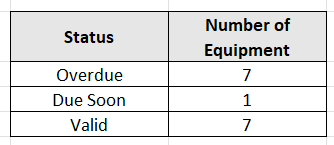 Status Number of
Equipment
Overdue 7
Due Soon 1
Valid 7